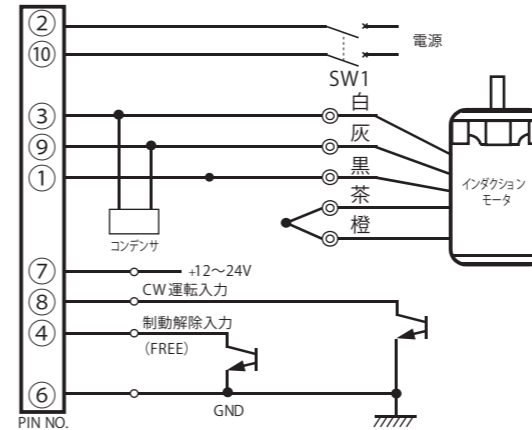 ②
電源
⑩
SW1
③ 白
⑨ 灰
① 黒
茶
橙
インダクション
モータ
コンデンサ
⑦ +12~24V
⑧ CW運転入力
④ 制動解除入力
(FREE)
⑥ GND
PIN NO.